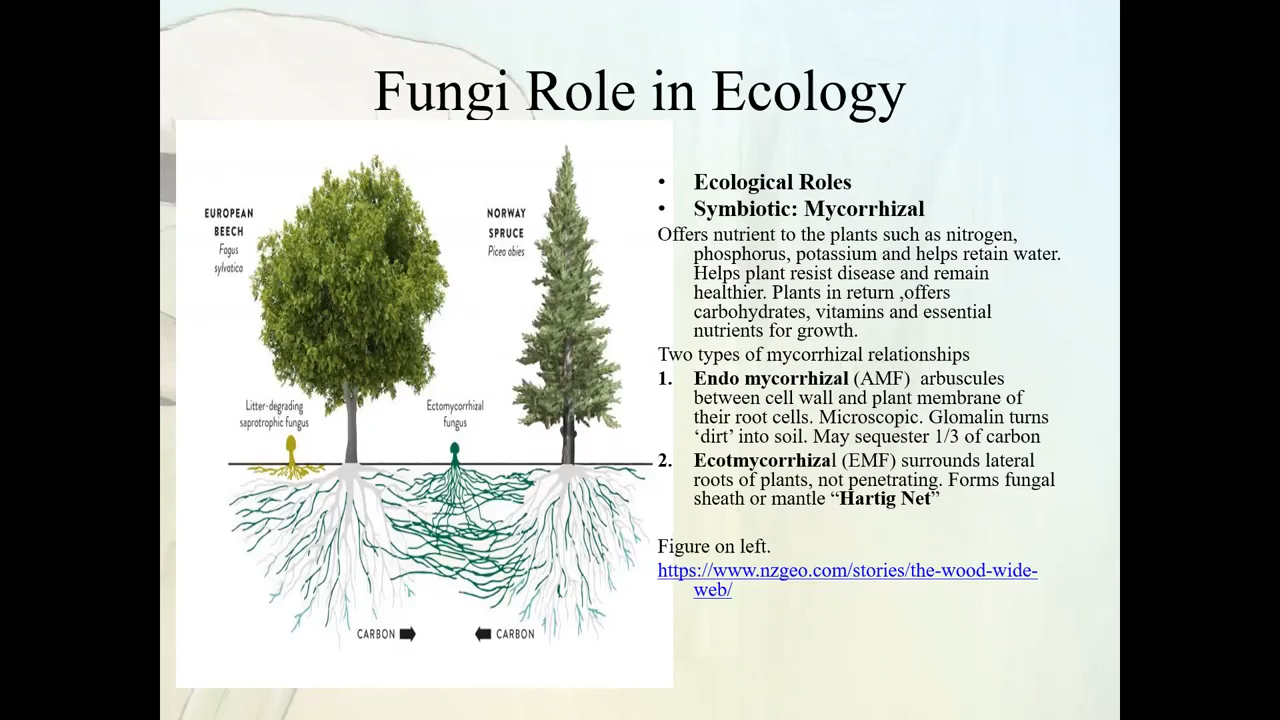 Fungi Role in Ecology
EUROPEAN
BEECH
Fagus
sylvatica
NORWAY
SPRUCE
Picea abies
Litter-degrading
saprotrophic fungus
Ectomycorrhizal
fungus
CARBON
CARBON
• Ecological Roles
• Symbiotic: Mycorrhizal
Offers nutrient to the plants such as nitrogen,
phosphorus, potassium and helps retain water.
Helps plant resist disease and remain
healthier. Plants in return ,offers
carbohydrates, vitamins and essential
nutrients for growth.
Two types of mycorrhizal relationships
1. Endo mycorrhizal (AMF) arbuscules
between cell wall and plant membrane of
their root cells. Microscopic. Glomalin turns
‘dirt’ into soil. May sequester 1/3 of carbon
2. Ecotmycorrhizal (EMF) surrounds lateral
roots of plants, not penetrating. Forms fungal
sheath or mantle “Hartig Net”
Figure on left.
https://www.nzgeo.com/stories/the-wood-wide-
web/